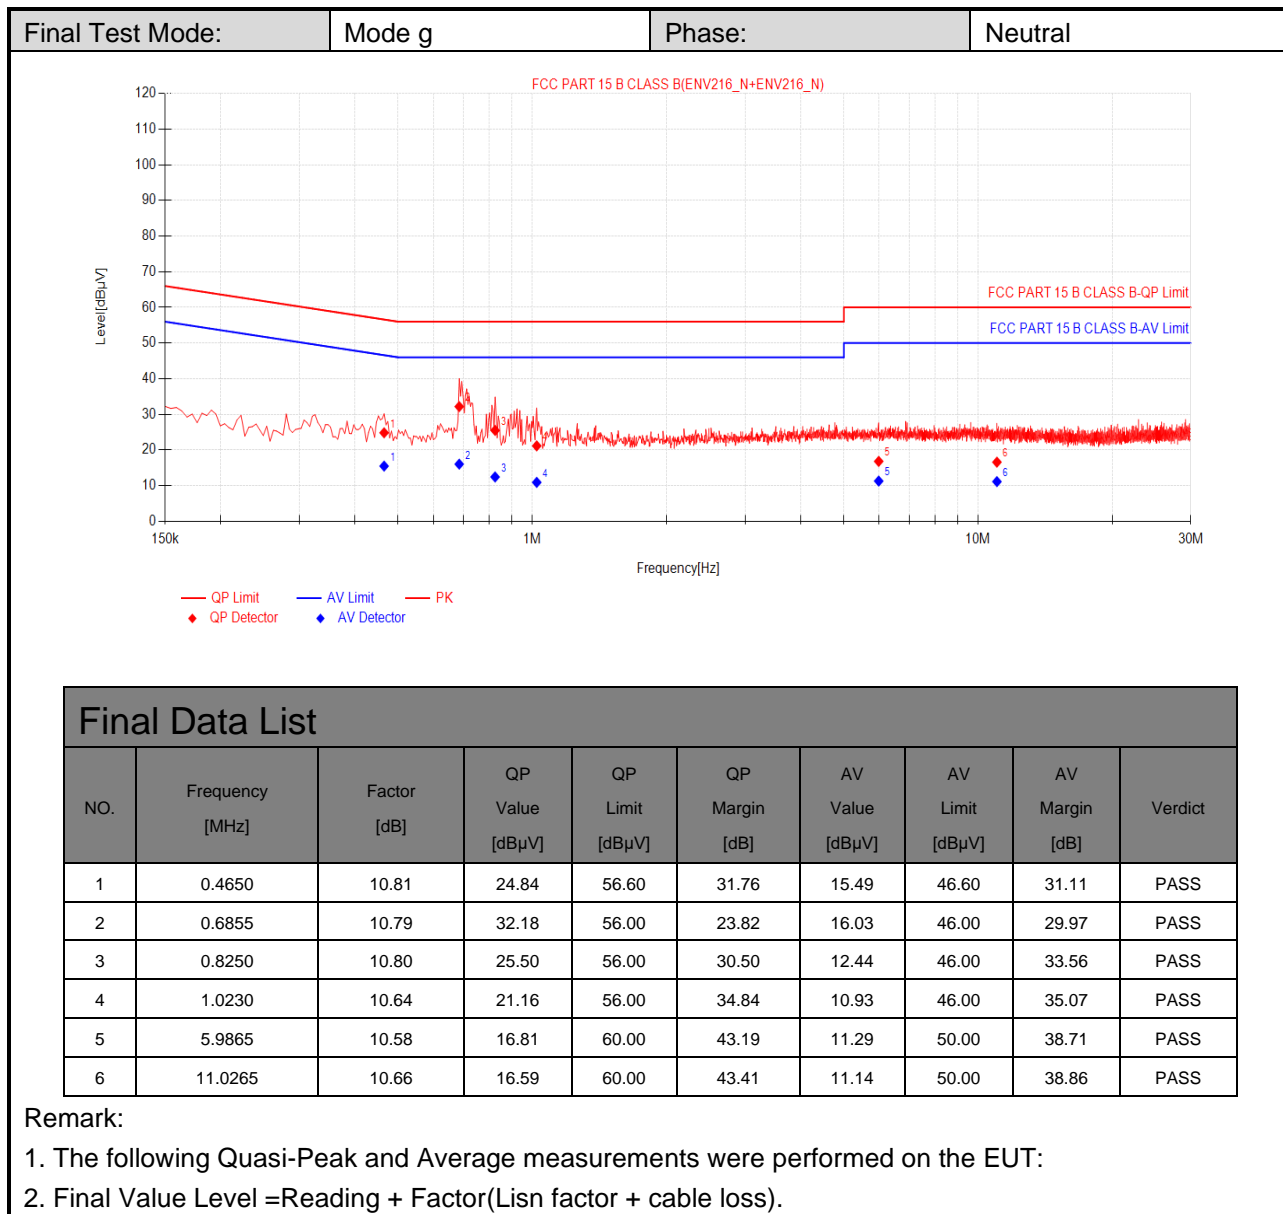 Final Test Mode: Mode g Phase: Neutral
FCC PART 15 B CLASS B(ENV216_N+ENV216_N)
120
110
100
90
80
70
60
50
40
30
20
10
0
Level[dBµV]
FCC PART 15 B CLASS B-QP Limit
FCC PART 15 B CLASS B-AV Limit
1 2 3 4 5 6
1 2 3 4 5 6
150k 1M 10M 30M
Frequency[Hz]
QP Limit AV Limit PK
QP Detector AV Detector
Final Data List
NO. Frequency [MHz] Factor [dB] QP Value [dBµV] QP Limit [dBµV] QP Margin [dB] AV Value [dBµV] AV Limit [dBµV] AV Margin [dB] Verdict
1 0.4650 10.81 24.84 56.60 31.76 15.49 46.60 31.11 PASS
2 0.6855 10.79 32.18 56.00 23.82 16.03 46.00 29.97 PASS
3 0.8250 10.80 25.50 56.00 30.50 12.44 46.00 33.56 PASS
4 1.0230 10.64 21.16 56.00 34.84 10.93 46.00 35.07 PASS
5 5.9865 10.58 16.81 60.00 43.19 11.29 50.00 38.71 PASS
6 11.0265 10.66 16.59 60.00 43.41 11.14 50.00 38.86 PASS
Remark:
1. The following Quasi-Peak and Average measurements were performed on the EUT:
2. Final Value Level =Reading + Factor(Lisn factor + cable loss).